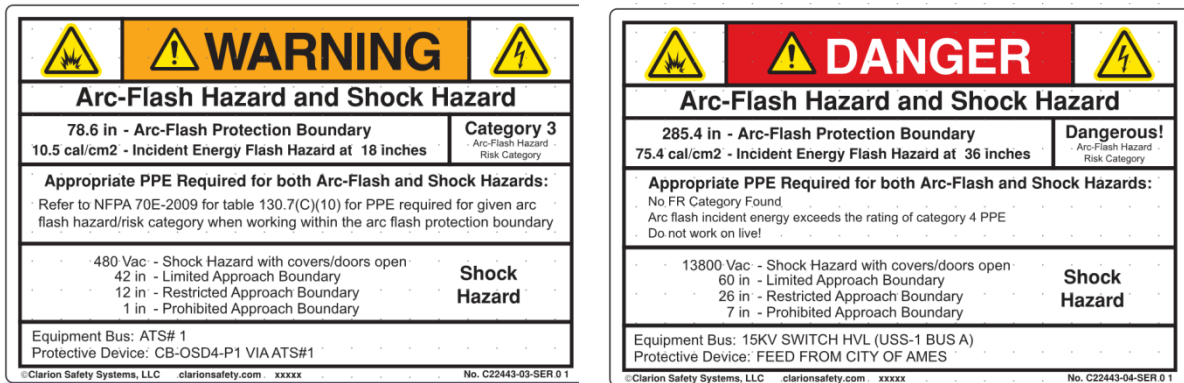 WARNING
Arc-Flash Hazard and Shock Hazard
78.6 in - Arc-Flash Protection Boundary
10.5 cal/cm2 - Incident Energy Flash Hazard at 18 inches
Category 3
Arc-Flash Hazard
Risk Category
Appropriate PPE Required for both Arc-Flash and Shock Hazards:
Refer to NFPA 70E-2009 for table 130.7(C)(10) for PPE required for given arc
flash hazard/risk category when working within the arc flash protection boundary
480 Vac - Shock Hazard with covers/doors open
42 in - Limited Approach Boundary
12 in - Restricted Approach Boundary
1 in - Prohibited Approach Boundary
Shock
Hazard
Equipment Bus: ATS# 1
Protective Device: CB-OSD4-P1 VIA ATS#1
©Clarion Safety Systems, LLC clarionsafety.com xxxxx No. C22443-03-SER 0 1
DANGER
Arc-Flash Hazard and Shock Hazard
285.4 in - Arc-Flash Protection Boundary
75.4 cal/cm2 - Incident Energy Flash Hazard at 36 inches
Dangerous!
Arc-Flash Hazard
Risk Category
Appropriate PPE Required for both Arc-Flash and Shock Hazards:
No FR Category Found
Arc flash incident energy exceeds the rating of category 4 PPE
Do not work on live!
13800 Vac - Shock Hazard with covers/doors open
60 in - Limited Approach Boundary
26 in - Restricted Approach Boundary
7 in - Prohibited Approach Boundary
Shock
Hazard
Equipment Bus: 15KV SWITCH HVL (USS-1 BUS A)
Protective Device: FEED FROM CITY OF AMES
©Clarion Safety Systems, LLC clarionsafety.com xxxxx No. C22443-04-SER 0 1